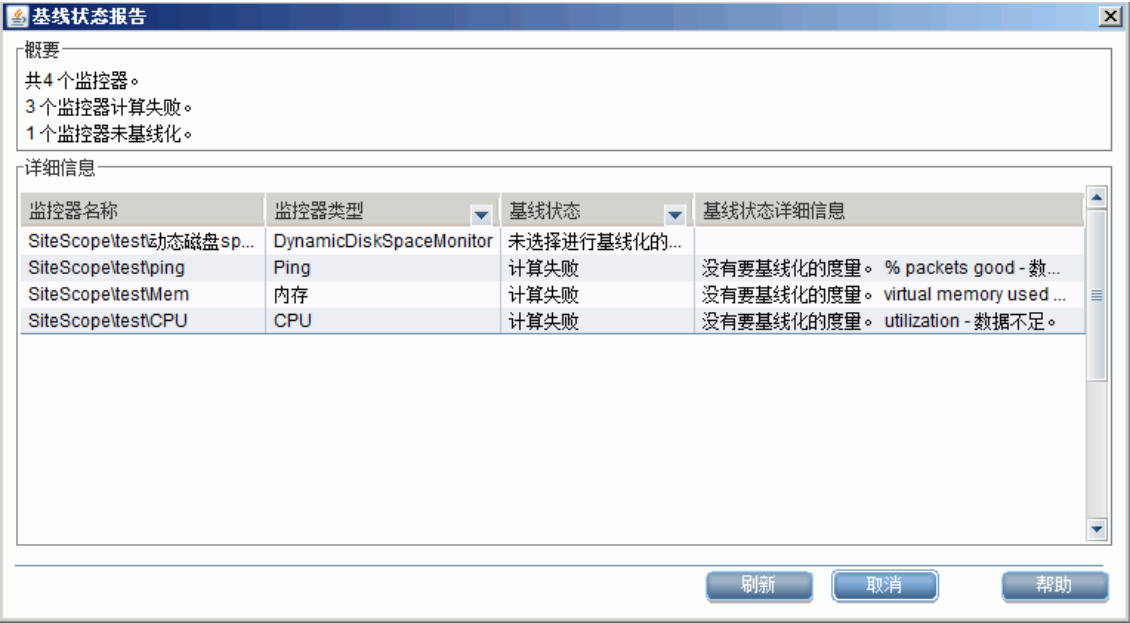 基线状态报告
概要
共4个监控器。
3个监控器计算失败。
1个监控器未基线化。
详细信息
监控器名称 监控器类型 基线状态 基线状态详细信息
SiteScope\test\动态磁盘sp... DynamicDiskSpaceMonitor 未选择进行基线化的...
SiteScope\test\ping Ping 计算失败 没有要基线化的度量。 % packets good - 数...
SiteScope\test\Mem 内存 计算失败 没有要基线化的度量。 virtual memory used ...
SiteScope\test\CPU CPU 计算失败 没有要基线化的度量。 utilization - 数据不足。
刷新 取消 帮助